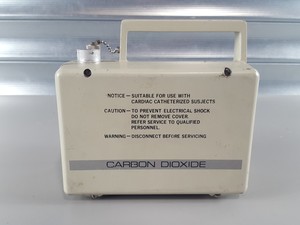 NOTICE — SUITABLE FOR USE WITH
CARDIAC CATHETERIZED SUBJECTS
CAUTION — TO PREVENT ELECTRICAL SHOCK
DO NOT REMOVE COVER.
REFER SERVICE TO QUALIFIED
PERSONNEL.
WARNING — DISCONNECT BEFORE SERVICING
CARBON DIOXIDE